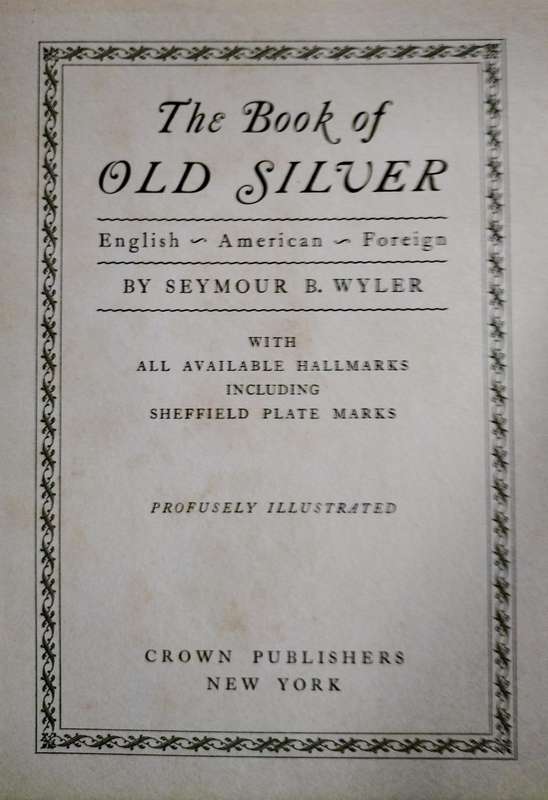 The Book of
OLD SILVER
English ~ American ~ Foreign
BY SEYMOUR B. WYLER
WITH
ALL AVAILABLE HALLMARKS
INCLUDING
SHEFFIELD PLATE MARKS
PROFUSELY ILLUSTRATED
CROWN PUBLISHERS
NEW YORK